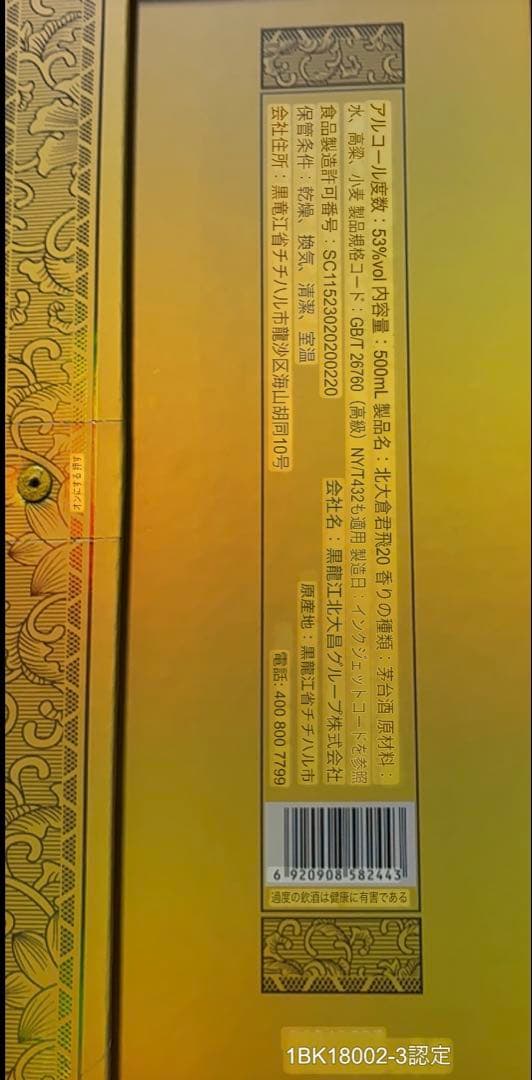 アルコール度数：53%vol 内容量：500mL 製品名：北大倉君飛20 香りの種類：茅台酒 原材料：
水、高粱、小麦 製品規格コード：GB/T 26760（高級）NY/T432も適用 製造日：インクジェットコードを参照
食品製造許可番号：SC11523020200220
会社名：黒龍江北大昌グループ株式会社
保管条件：乾燥、換気、清潔、室温
原産地：黒龍江省チチハル市
会社住所：黒竜江省チチハル市龍沙区海山胡同10号
電話: 400 800 7799
6 920908 582443
過度の飲酒は健康に有害である
1BK18002-3認定